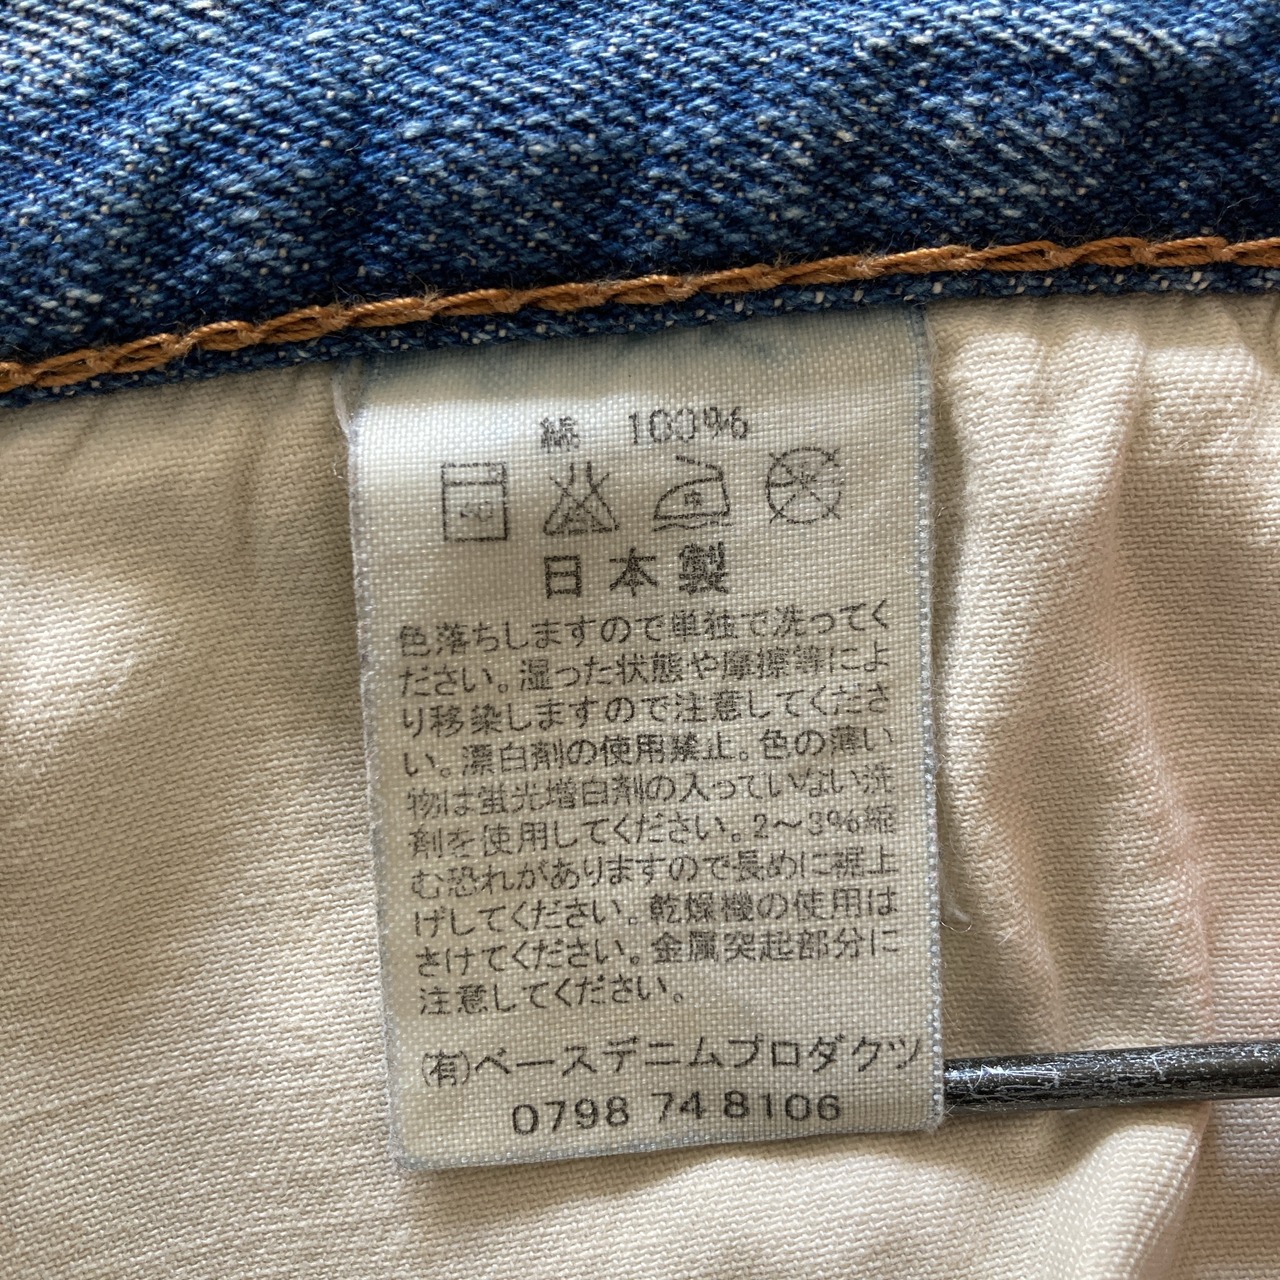 綿 100%
日本製
色落ちしますので単独で洗ってく
ださい。湿った状態や摩擦等によ
り移染しますので注意してくださ
い。漂白剤の使用禁止。色の薄い
物は蛍光増白剤の入っていない洗
剤を使用してください。2～3%縮
む恐れがありますので長めに裾上
げしてください。乾燥機の使用は
さけてください。金属突起部分に
注意してください。
(有)ベースデニムプロダクツ
0798 74 8106